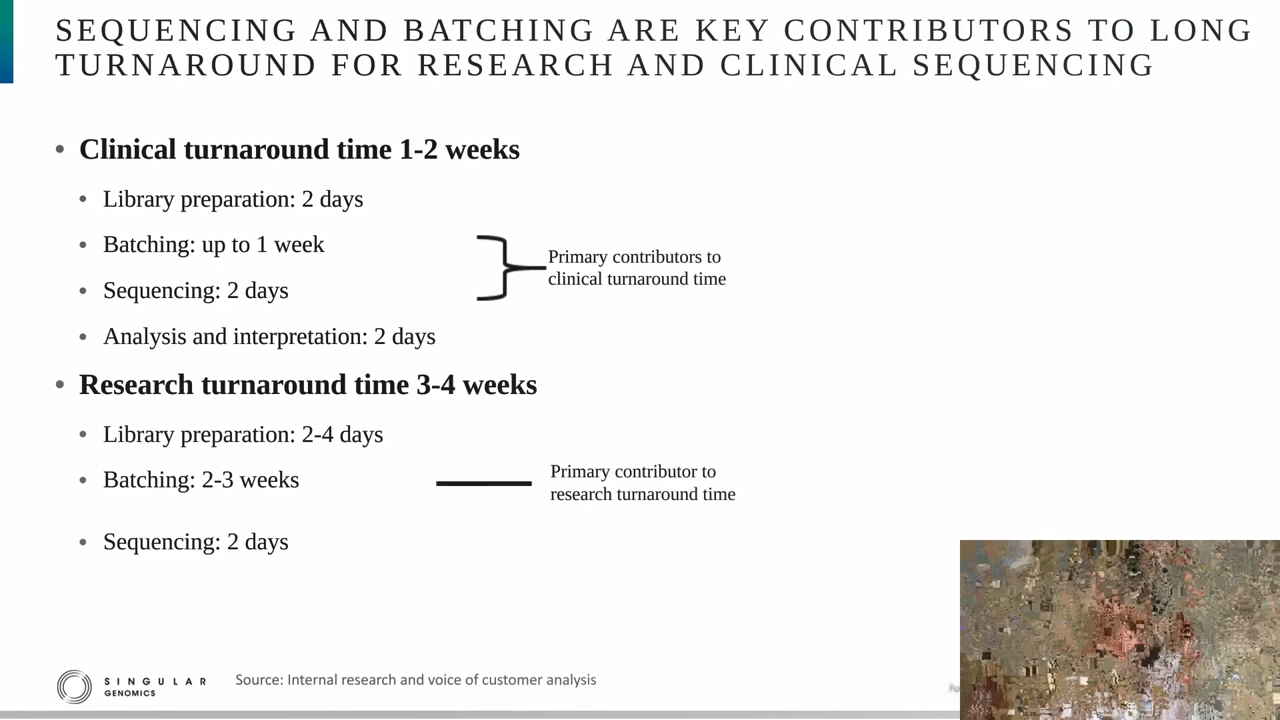 SEQUENCING AND BATCHING ARE KEY CONTRIBUTORS TO LONG
TURNAROUND FOR RESEARCH AND CLINICAL SEQUENCING
• Clinical turnaround time 1-2 weeks
• Library preparation: 2 days
• Batching: up to 1 week
• Sequencing: 2 days
Primary contributors to
clinical turnaround time
• Analysis and interpretation: 2 days
• Research turnaround time 3-4 weeks
• Library preparation: 2-4 days
• Batching: 2-3 weeks
Primary contributor to
research turnaround time
• Sequencing: 2 days
SINGULAR
GENOMICS
Source: Internal research and voice of customer analysis